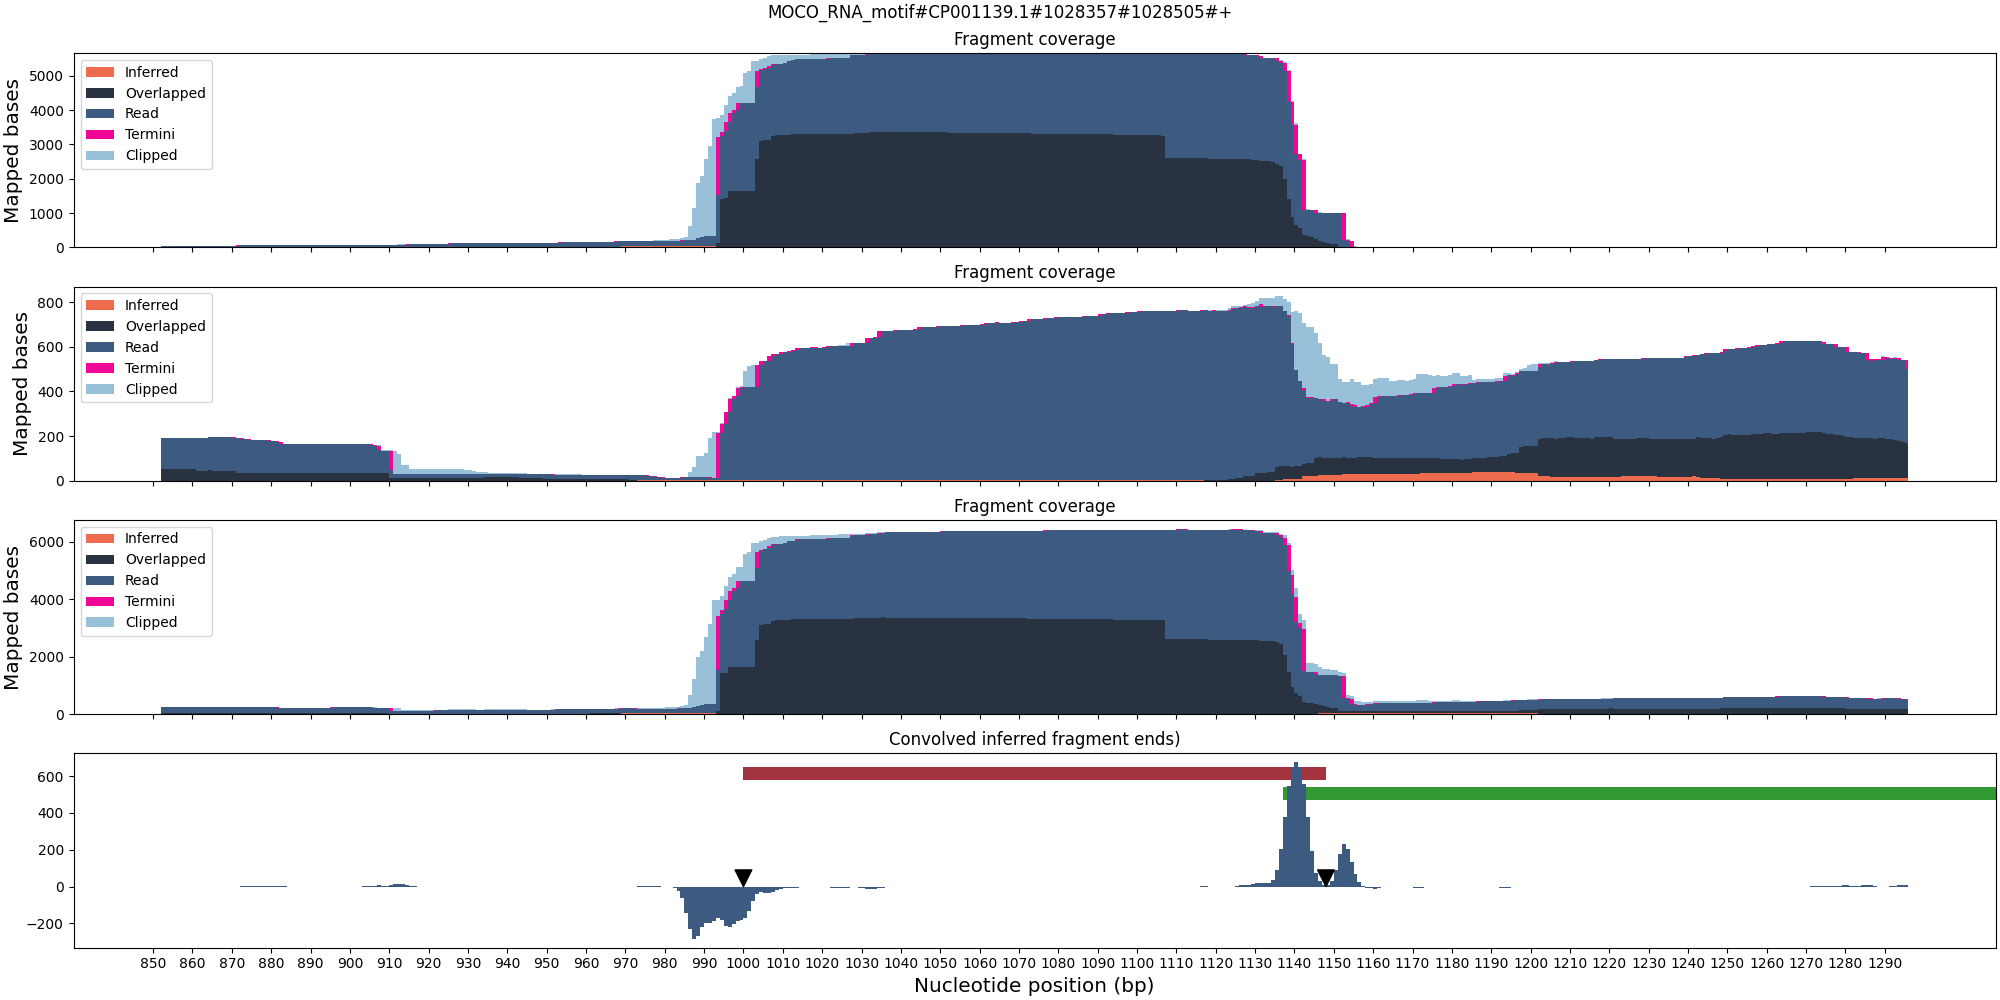 MOCO_RNA_motif#CP001139.1#1028357#1028505#+
Fragment coverage
Mapped bases
5000
4000
3000
2000
1000
0
Inferred
Overlapped
Read
Termini
Clipped
Fragment coverage
Mapped bases
800
600
400
200
0
Inferred
Overlapped
Read
Termini
Clipped
Fragment coverage
Mapped bases
6000
4000
2000
0
Inferred
Overlapped
Read
Termini
Clipped
Convolved inferred fragment ends)
600
400
200
0
−200
850 860 870 880 890 900 910 920 930 940 950 960 970 980 990 1000 1010 1020 1030 1040 1050 1060 1070 1080 1090 1100 1110 1120 1130 1140 1150 1160 1170 1180 1190 1200 1210 1220 1230 1240 1250 1260 1270 1280 1290
Nucleotide position (bp)